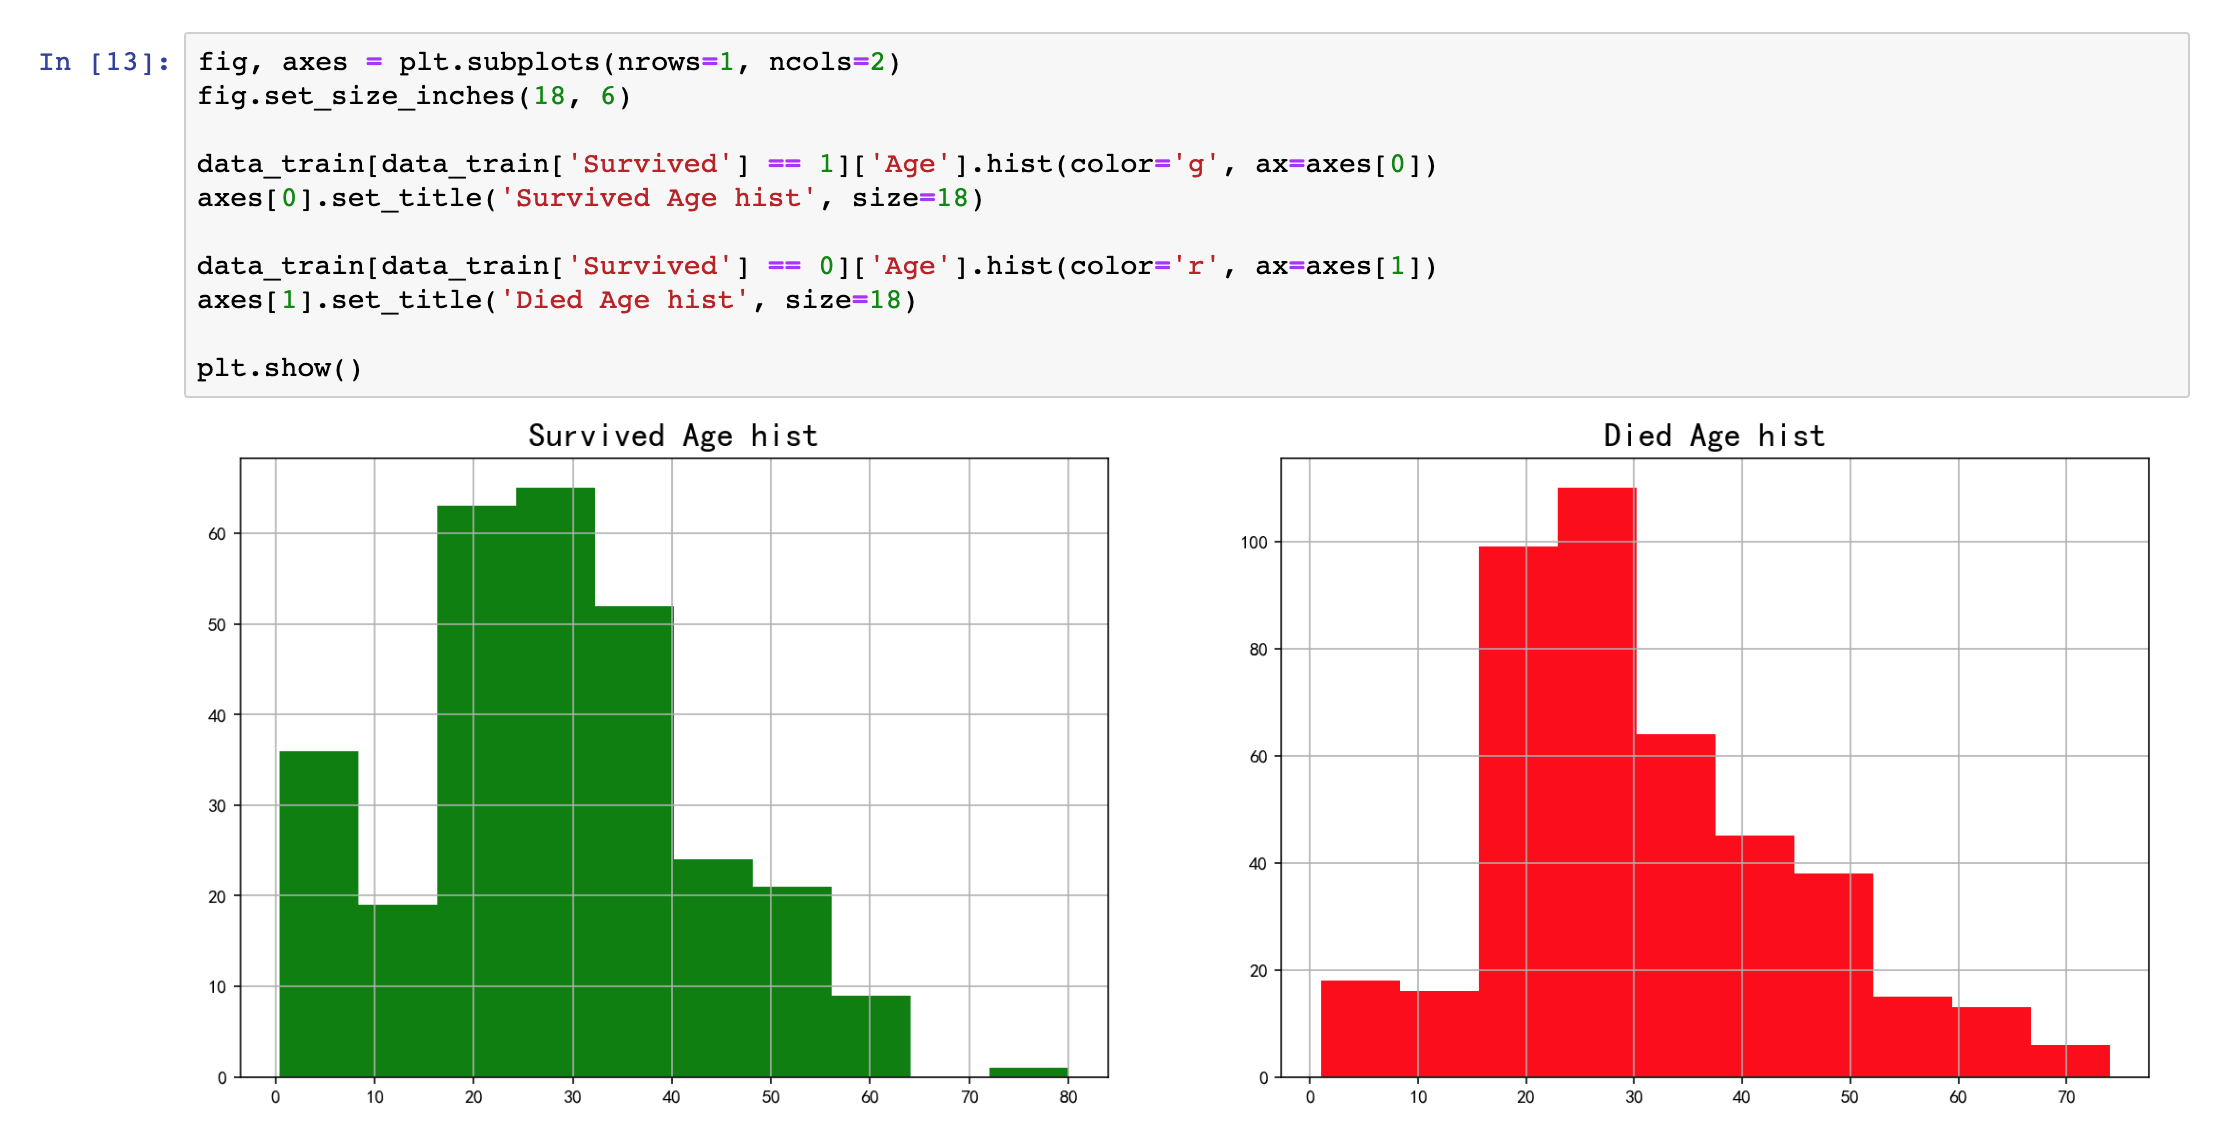 In [13]:
fig, axes = plt.subplots(nrows=1, ncols=2)
fig.set_size_inches(18, 6)
data_train[data_train['Survived'] == 1]['Age'].hist(color='g', ax=axes[0])
axes[0].set_title('Survived Age hist', size=18)
data_train[data_train['Survived'] == 0]['Age'].hist(color='r', ax=axes[1])
axes[1].set_title('Died Age hist', size=18)
plt.show()
Survived Age hist
60
50
40
30
20
10
0
0 10 20 30 40 50 60 70 80
Died Age hist
100
80
60
40
20
0
0 10 20 30 40 50 60 70